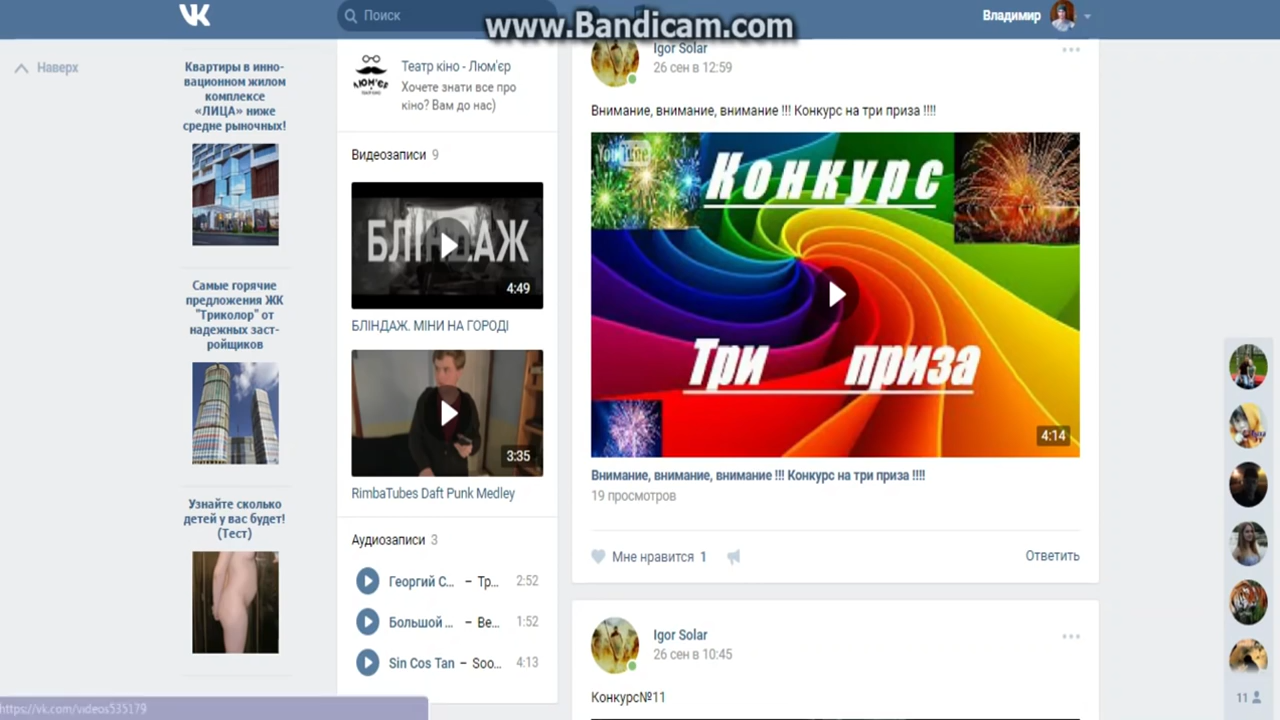 Поиск
www.Bandicam.com
Владимир
Наверх
Квартиры в инно-
вационном жилом
комплексе
«ЛИЦА» ниже
средне рыночных!
Самые горячие
предложения ЖК
"Триколор" от
надежных заст-
ройщиков
Узнайте сколько
детей у вас будет!
(Тест)
ЛЮМ'ЄР
Театр кіно - Люм'єр
Хочете знати все про
кіно? Вам до нас)
Видеозаписи 9
БЛІНДАЖ
4:49
БЛІНДАЖ. МІНИ НА ГОРОДІ
3:35
RimbaTubes Daft Punk Medley
Аудиозаписи 3
Георгий С... – Тр... 2:52
Большой ... – Ве... 1:52
Sin Cos Tan – Soo... 4:13
Igor Solar
26 сен в 12:59
Внимание, внимание, внимание !!! Конкурс на три приза !!!!
YouTube
Конкурс
Три приза
4:14
Внимание, внимание, внимание !!! Конкурс на три приза !!!!
19 просмотров
Мне нравится 1
Ответить
Igor Solar
26 сен в 10:45
Конкурс№11
11
https://vk.com/videos535179